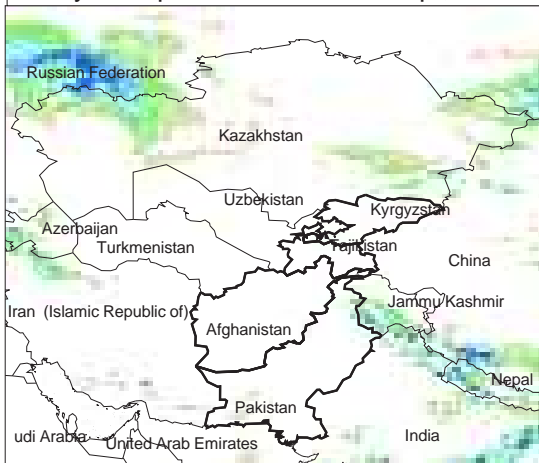 Russian Federation
Kazakhstan
Uzbekistan
Kyrgyzstan
Azerbaijan
Turkmenistan
Tajikistan
China
Jammu Kashmir
Iran (Islamic Republic of)
Afghanistan
Nepal
Pakistan
udi Arabia
United Arab Emirates
India